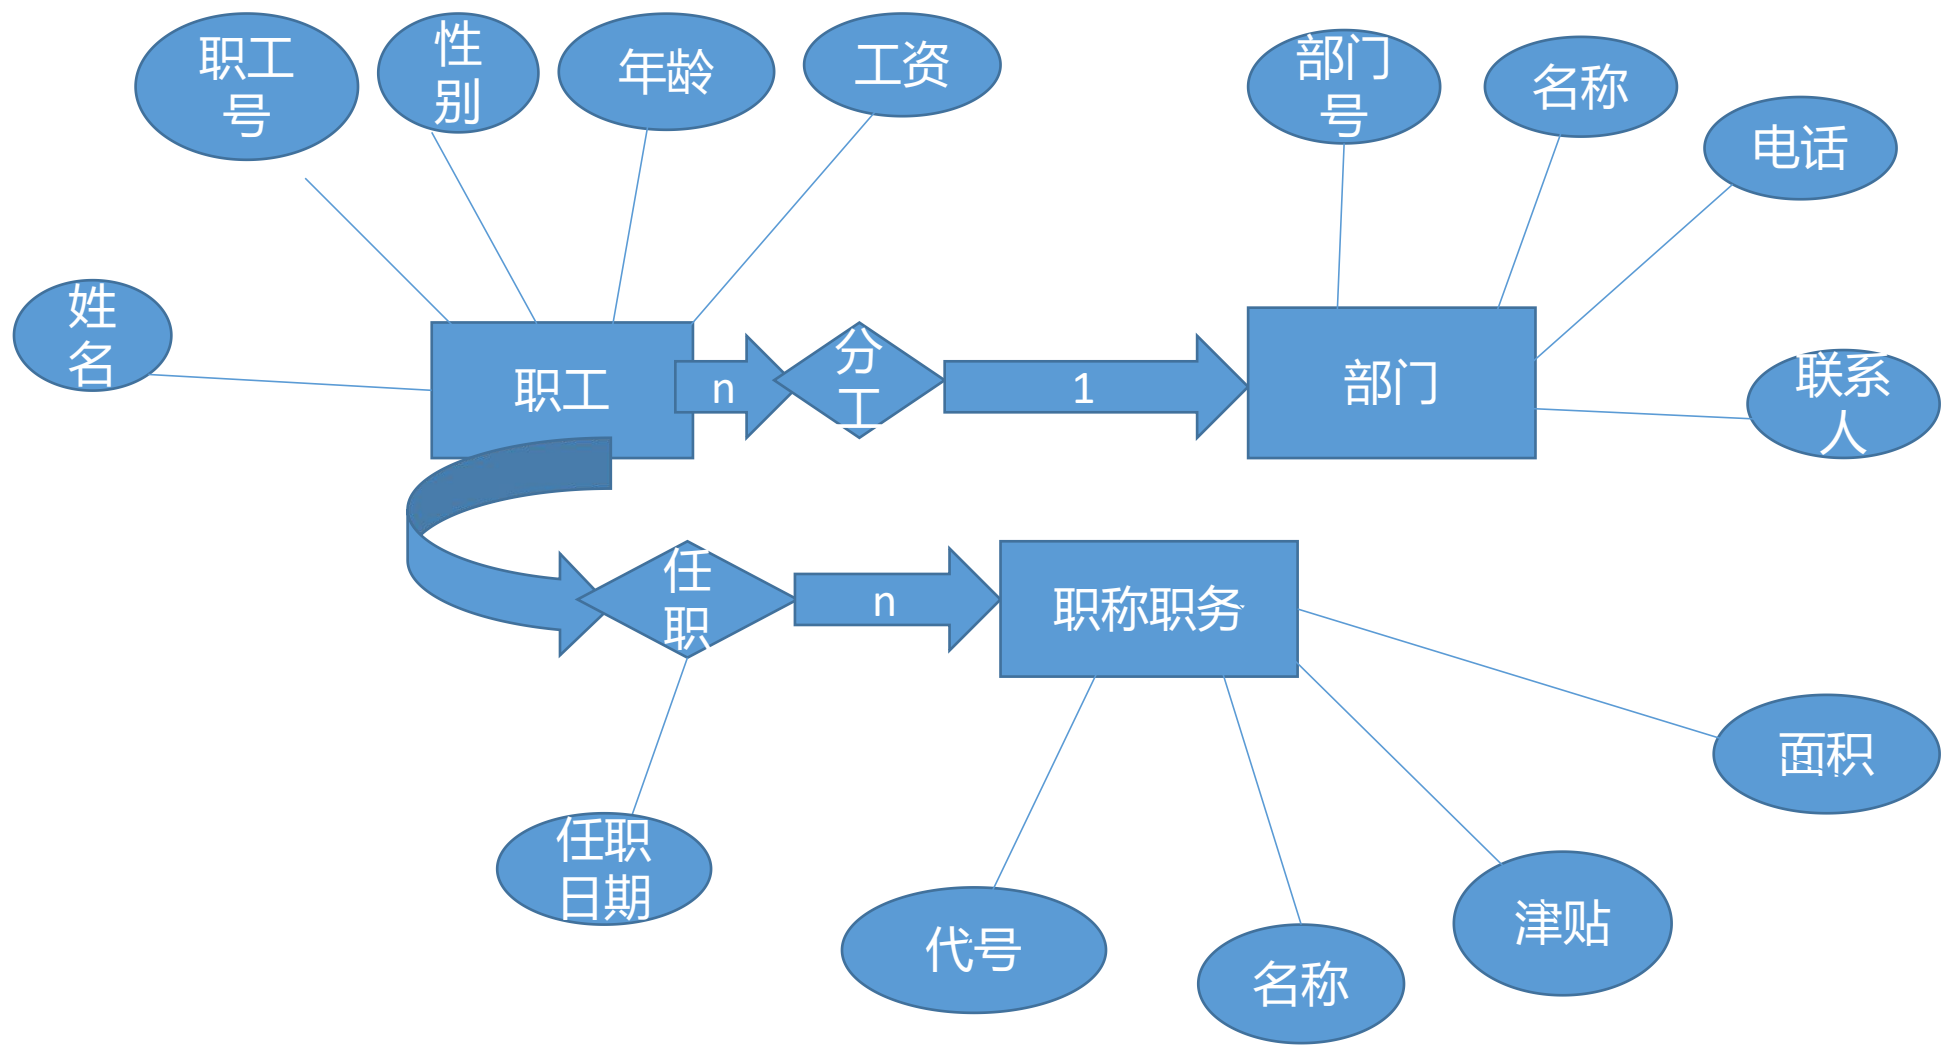 职工
号
性
别
年龄
工资
部门
号
名称
电话
姓
名
职工
n
分
工
1
部门
联系
人
任
职
n
职称职务
面积
任职
日期
代号
名称
津贴